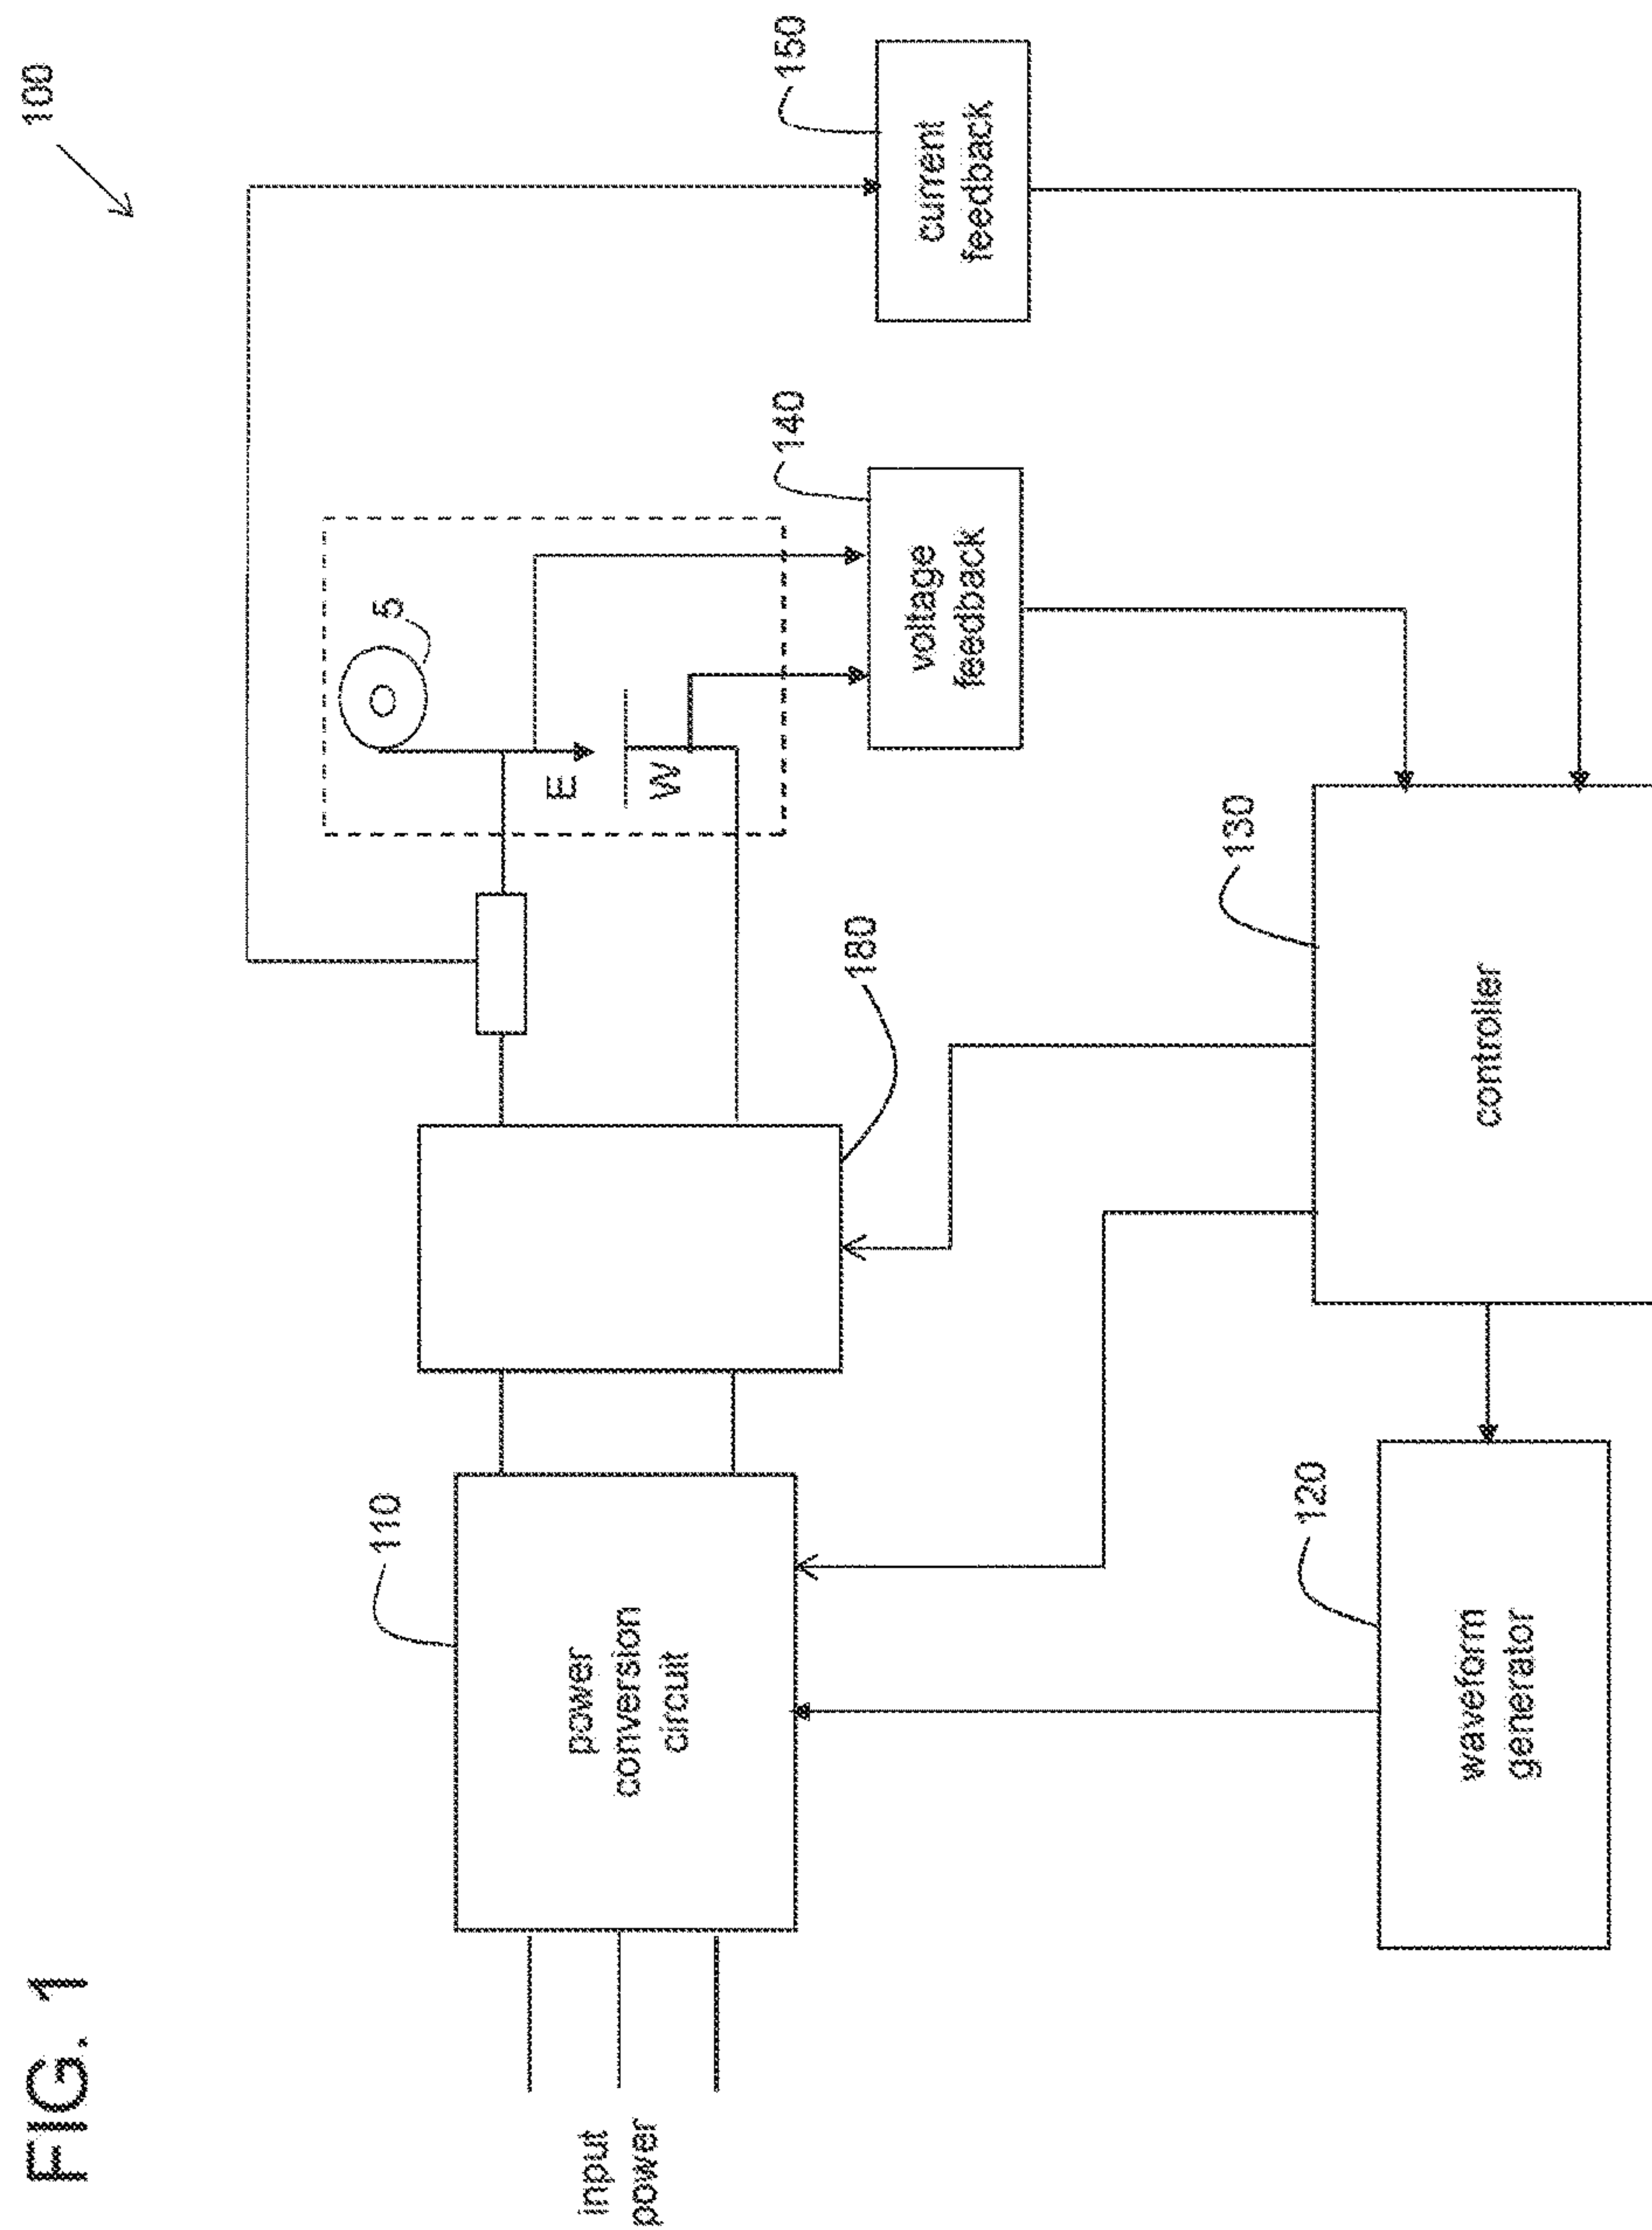 FIG. 1
100
110
180
5
E
W
140
150
input
power
power
conversion
circuit
voltage
feedback
current
feedback
120
130
waveform
generator
controller